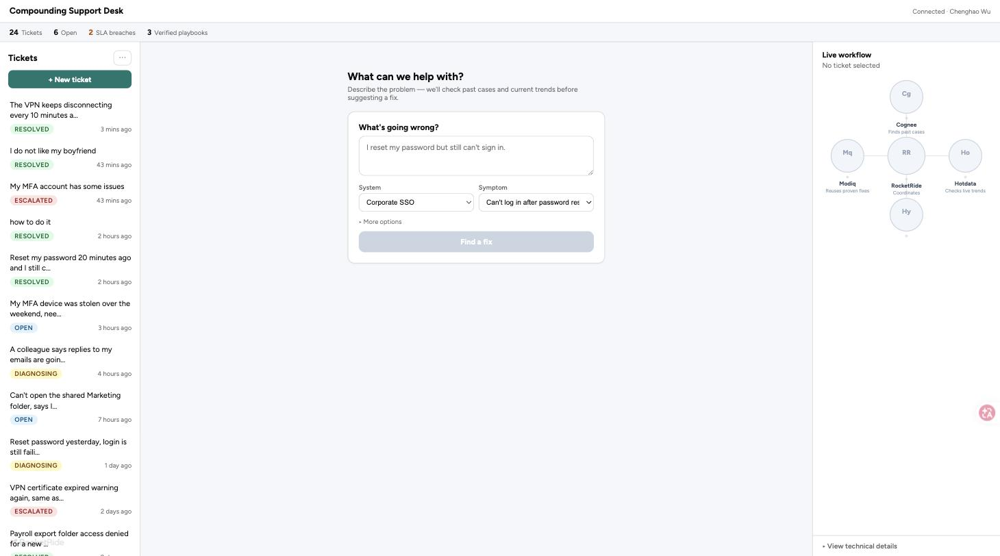 Compounding Support Desk
Connected · Chenghao Wu
24 Tickets 6 Open 2 SLA breaches 3 Verified playbooks
Tickets
...
+ New ticket
The VPN keeps disconnecting
every 10 minutes a...
RESOLVED 3 mins ago
I do not like my boyfriend
RESOLVED 43 mins ago
My MFA account has some issues
ESCALATED 43 mins ago
how to do it
RESOLVED 2 hours ago
Reset my password 20 minutes ago
and I still c...
RESOLVED 2 hours ago
My MFA device was stolen over the
weekend, nee...
OPEN 3 hours ago
A colleague says replies to my
emails are goin...
DIAGNOSING 4 hours ago
Can't open the shared Marketing
folder, says I...
OPEN 7 hours ago
Reset password yesterday, login is
still faili...
DIAGNOSING 1 day ago
VPN certificate expired warning
again, same as...
ESCALATED 2 days ago
Payroll export folder access denied
for a new ...
RESOLVED
What can we help with?
Describe the problem — we'll check past cases and current trends before
suggesting a fix.
What's going wrong?
I reset my password but still can't sign in.
System Symptom
Corporate SSO Can't log in after password res
▸ More options
Find a fix
Live workflow
No ticket selected
Cg
Cognee
Finds past cases
Mq RR Ho
Modiq RocketRide Hotdata
Reuses proven fixes Coordinates Checks live trends
Hy
▸ View technical details